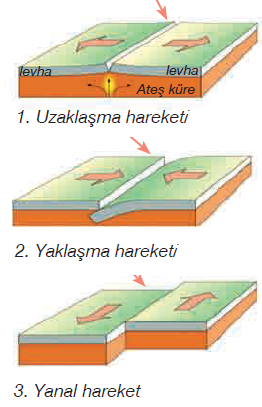 levha
levha
Ateş küre
1. Uzaklaşma hareketi
2. Yaklaşma hareketi
3. Yanal hareket